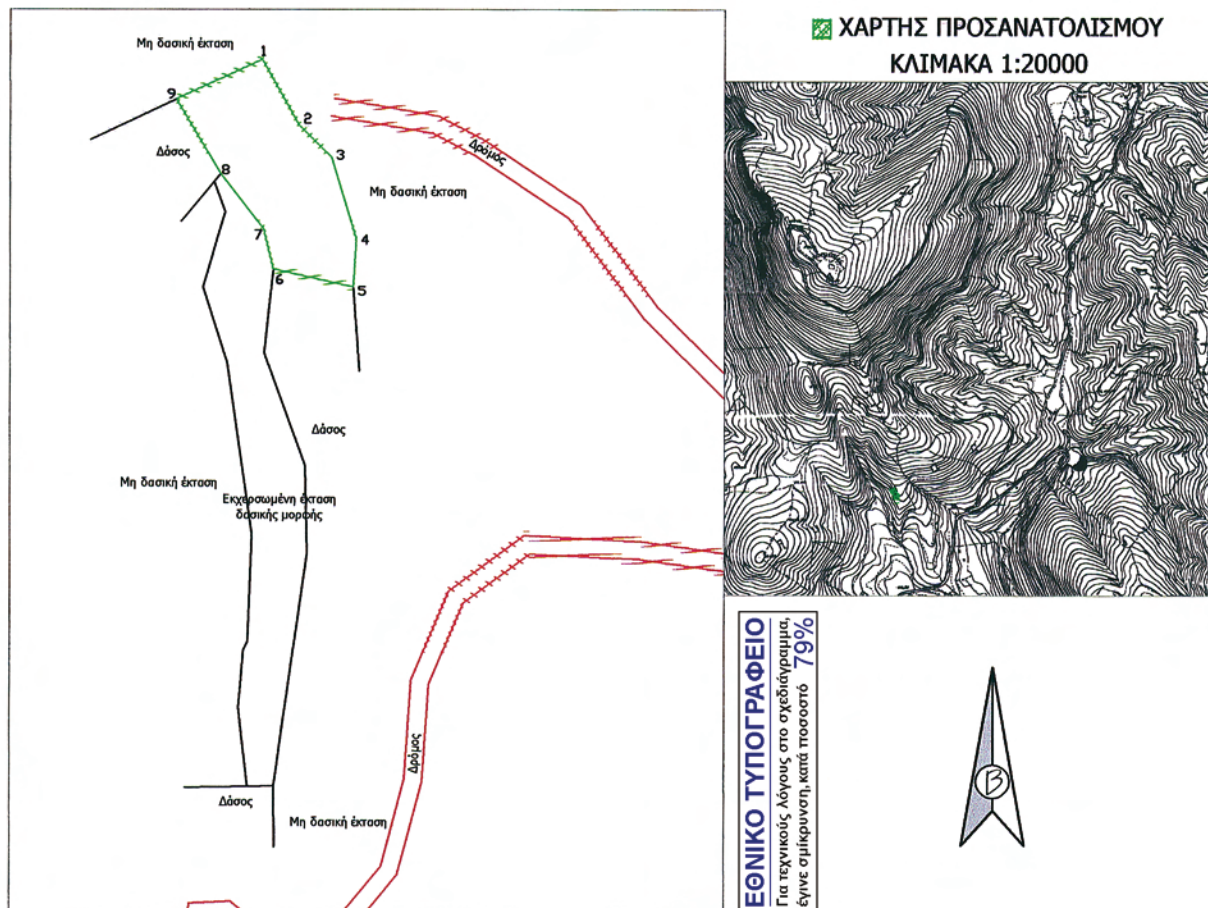 Μη δασική έκταση
1
9
2
Δάσος
3
8
Δρόμος
Μη δασική έκταση
7
4
6
5
Δάσος
Μη δασική έκταση
Εκχερσωμένη έκταση
δασικής μορφής
Δρόμος
Δάσος
Μη δασική έκταση
ΧΑΡΤΗΣ ΠΡΟΣΑΝΑΤΟΛΙΣΜΟΥ
ΚΛΙΜΑΚΑ 1:20000
ΕΘΝΙΚΟ ΤΥΠΟΓΡΑΦΕΙΟ
Για τεχνικούς λόγους στο σχεδιάγραμμα,
έγινε σμίκρυνση, κατά ποσοστό 79%
Β